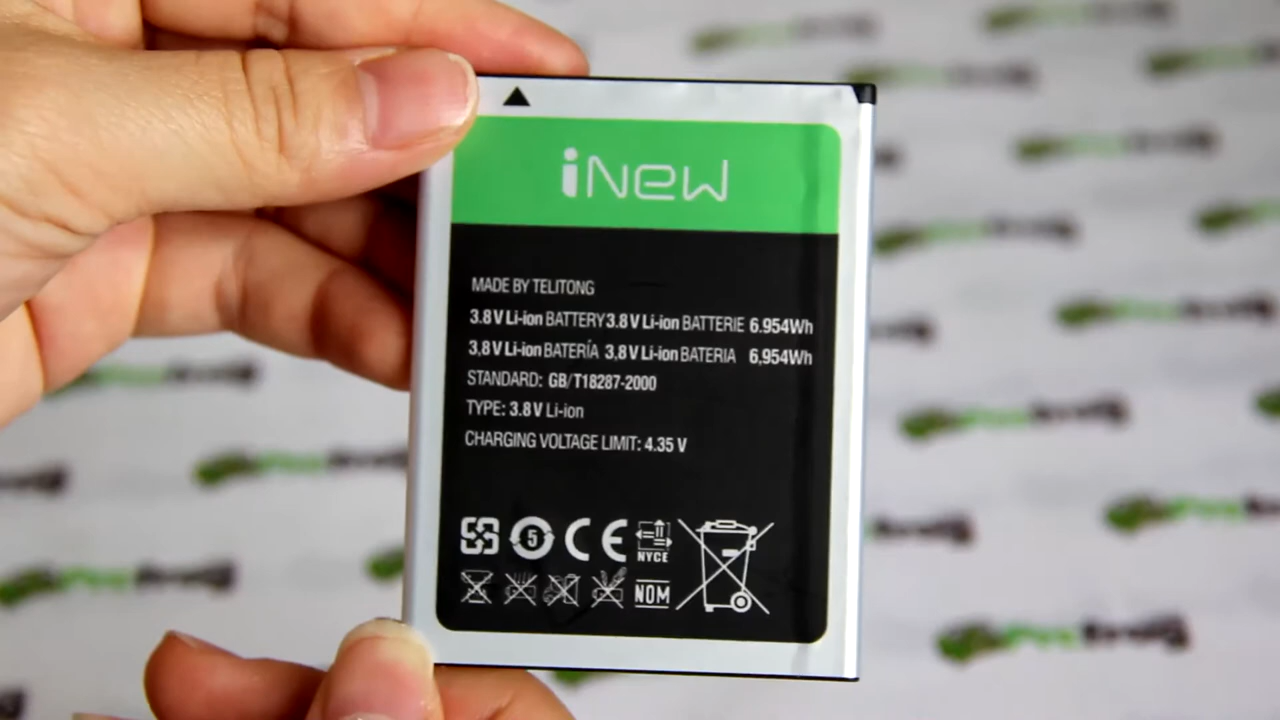 iNew
MADE BY TELITONG
3.8V Li-ion BATTERY 3.8V Li-ion BATTERIE 6.954Wh
3,8V Li-ion BATERÍA 3,8V Li-ion BATERIA 6,954Wh
STANDARD: GB/T18287-2000
TYPE: 3.8V Li-ion
CHARGING VOLTAGE LIMIT: 4.35 V
5 CE NYCE
NOM